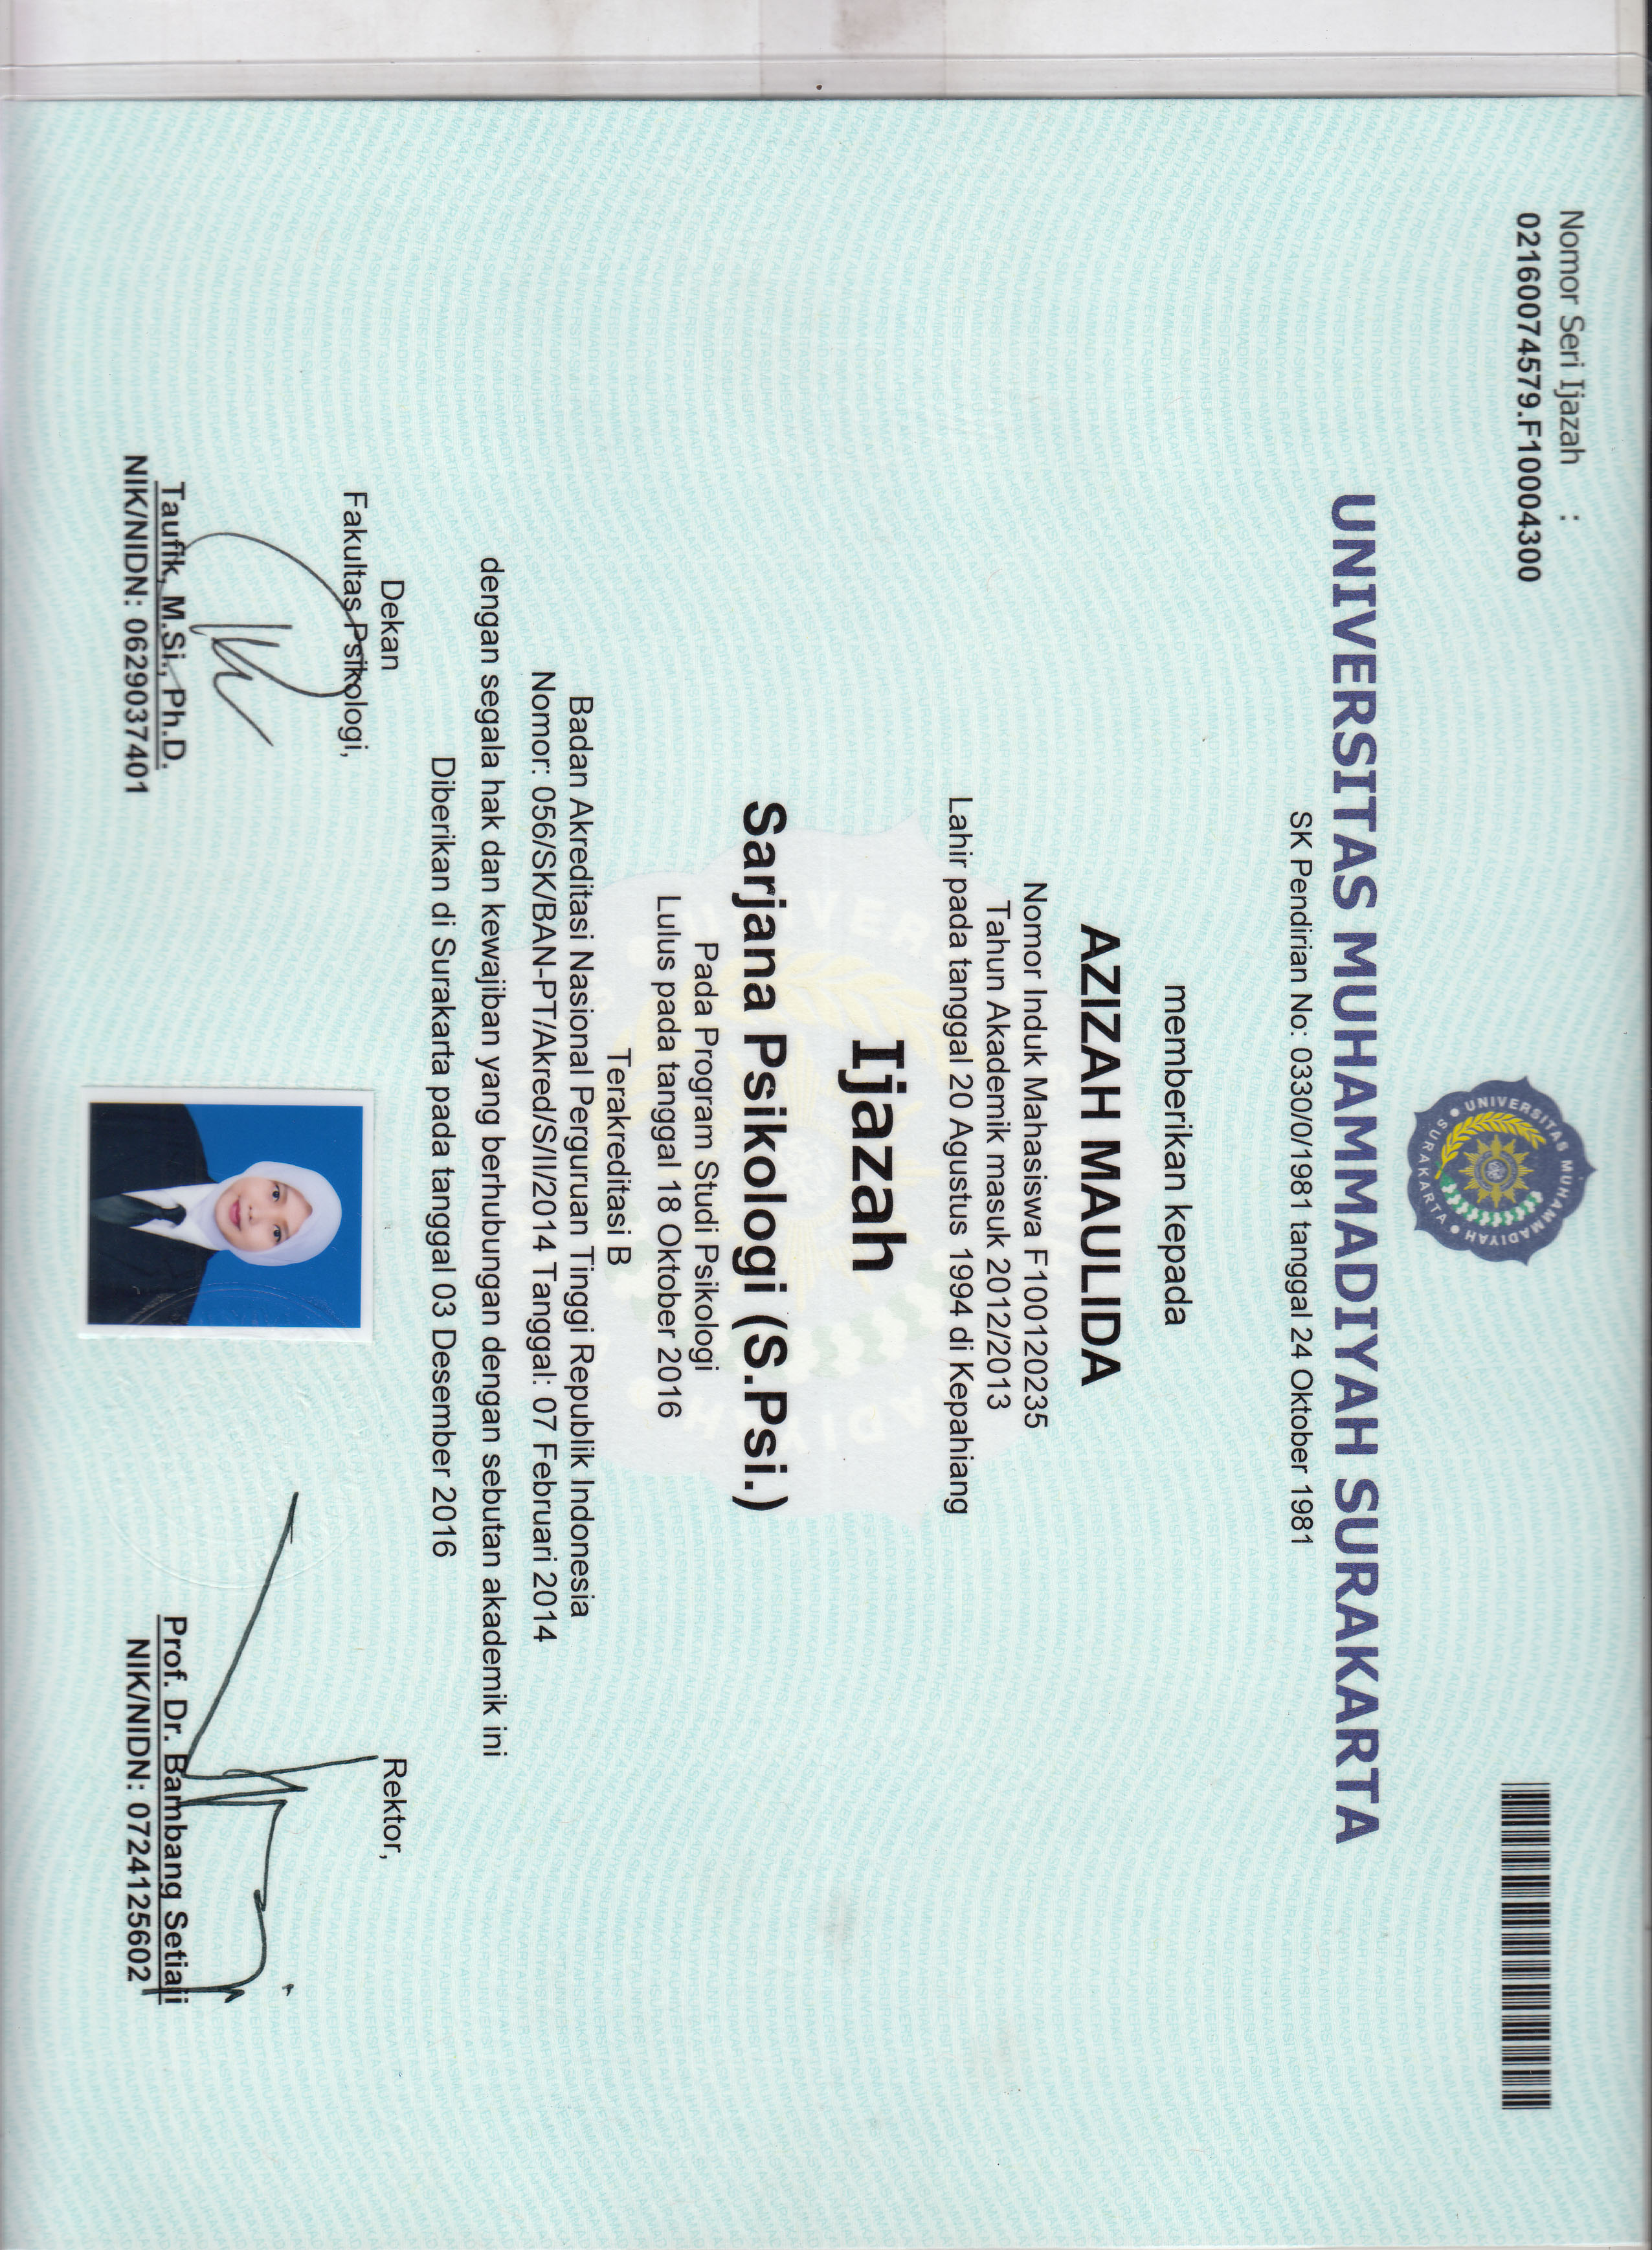 Nomor Seri Ijazah :
02160074579.F10004300
UNIVERSITAS MUHAMMADIYAH
SURAKARTA
UNIVERSITAS MUHAMMADIYAH SURAKARTA
SK Pendirian No: 0330/0/1981 tanggal 24 Oktober 1981
memberikan kepada
AZIZAH MAULIDA
Nomor Induk Mahasiswa F100120235
Tahun Akademik masuk 2012/2013
Lahir pada tanggal 20 Agustus 1994 di Kepahiang
Ijazah
Sarjana Psikologi (S.Psi.)
Pada Program Studi Psikologi
Lulus pada tanggal 18 Oktober 2016
Terakreditasi B
Badan Akreditasi Nasional Perguruan Tinggi Republik Indonesia
Nomor: 056/SK/BAN-PT/Akred/S/II/2014 Tanggal: 07 Februari 2014
dengan segala hak dan kewajiban yang berhubungan dengan sebutan akademik ini
Diberikan di Surakarta pada tanggal 03 Desember 2016
Dekan
Fakultas Psikologi,
Taufik, M.Si., Ph.D.
NIK/NIDN: 0629037401
Rektor,
Prof. Dr. Bambang Setiaji
NIK/NIDN: 0724125602